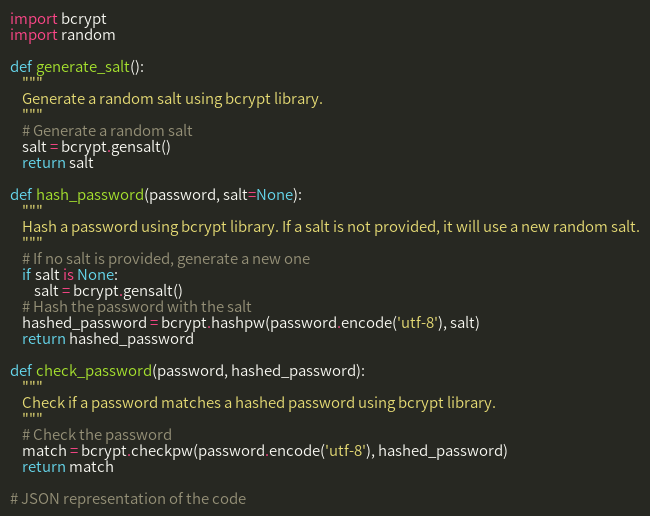 import bcrypt
import random

def generate_salt():
    """
    Generate a random salt using bcrypt library.
    """
    # Generate a random salt
    salt = bcrypt.gensalt()
    return salt

def hash_password(password, salt=None):
    """
    Hash a password using bcrypt library. If a salt is not provided, it will use a new random salt.
    """
    # If no salt is provided, generate a new one
    if salt is None:
        salt = bcrypt.gensalt()
    # Hash the password with the salt
    hashed_password = bcrypt.hashpw(password.encode('utf-8'), salt)
    return hashed_password

def check_password(password, hashed_password):
    """
    Check if a password matches a hashed password using bcrypt library.
    """
    # Check the password
    match = bcrypt.checkpw(password.encode('utf-8'), hashed_password)
    return match

# JSON representation of the code